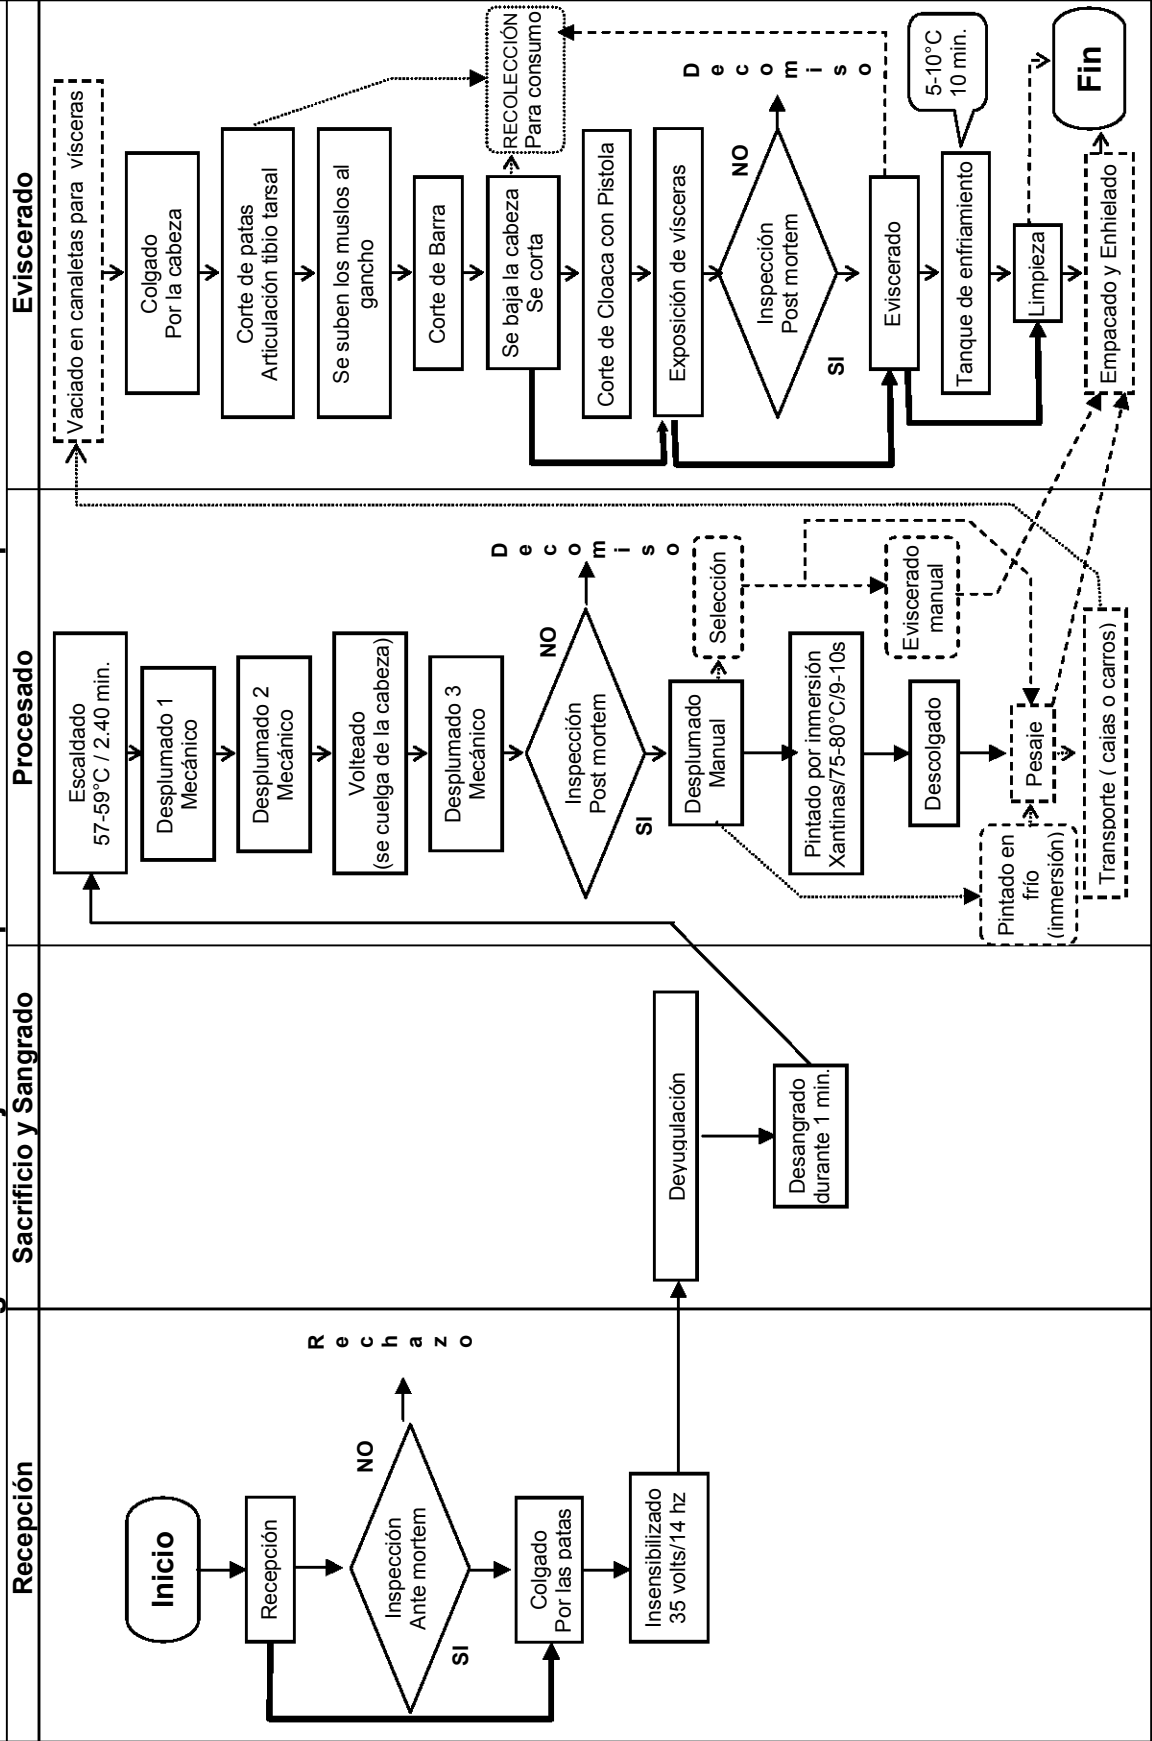 Recepción
Inicio
Recepción
Inspección
Ante mortem
NO
R e c h a z o
SI
Colgado
Por las patas
Insensibilizado
35 volts/14 hz
Sacrificio y Sangrado
Deyugulación
Desangrado
durante 1 min.
Procesado
Escaldado
57-59°C / 2.40 min.
Desplumado 1
Mecánico
Desplumado 2
Mecánico
Volteado
(se cuelga de la cabeza)
Desplumado 3
Mecánico
Inspección
Post mortem
NO
D e c o m i s o
SI
Desplumado
Manual
Selección
Pintado por inmersión
Xantinas/75-80°C/9-10s
Eviscerado
manual
Descolgado
Pintado en
frío
(inmersión)
Pesaje
Transporte ( caias o carros)
Eviscerado
Vaciado en canaletas para vísceras
Colgado
Por la cabeza
Corte de patas
Articulación tibio tarsal
Se suben los muslos al
gancho
Corte de Barra
Se baja la cabeza
Se corta
RECOLECCIÓN
Para consumo
Corte de Cloaca con Pistola
Exposición de vísceras
Inspección
Post mortem
NO
D e c o m i s o
SI
Eviscerado
Tanque de enfriamiento
5-10°C
10 min.
Limpieza
Empacado y Enhielado
Fin